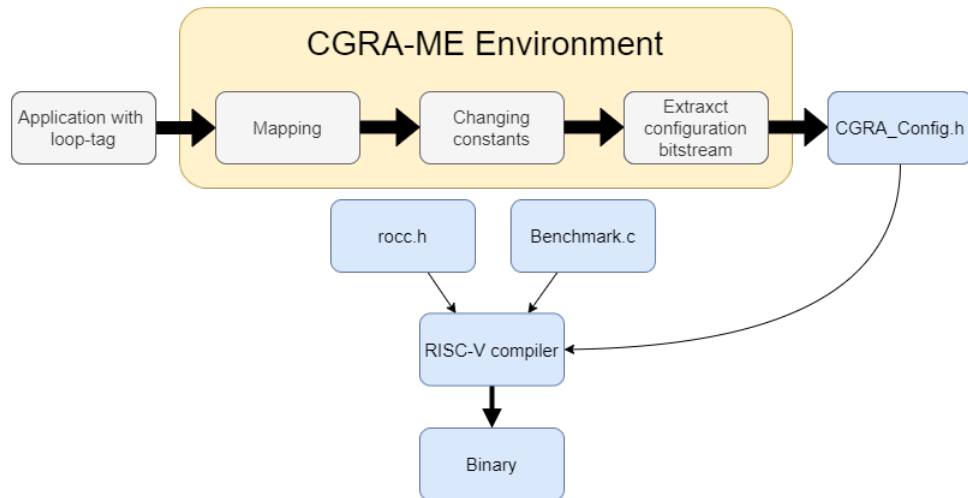 CGRA-ME Environment
Application with
loop-tag
Mapping
Changing
constants
Extraxct
configuration
bitstream
CGRA_Config.h
rocc.h
Benchmark.c
RISC-V compiler
Binary